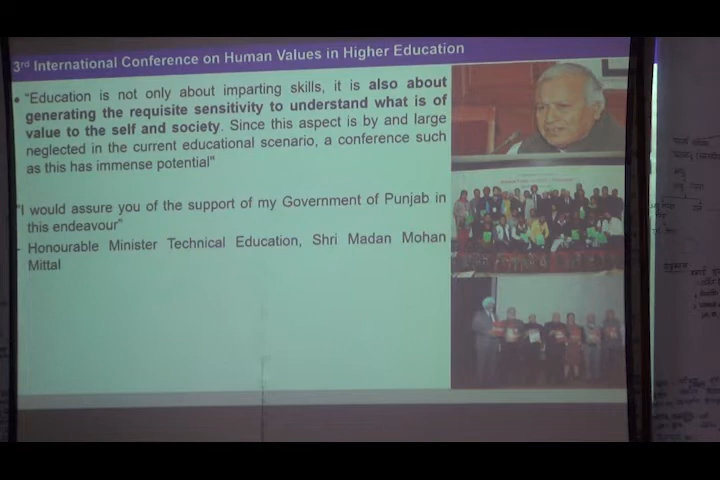 3rd International Conference on Human Values in Higher Education
• "Education is not only about imparting skills, it is also about
generating the requisite sensitivity to understand what is of
value to the self and society. Since this aspect is by and large
neglected in the current educational scenario, a conference such
as this has immense potential"
"I would assure you of the support of my Government of Punjab in
this endeavour"
- Honourable Minister Technical Education, Shri Madan Mohan
Mittal